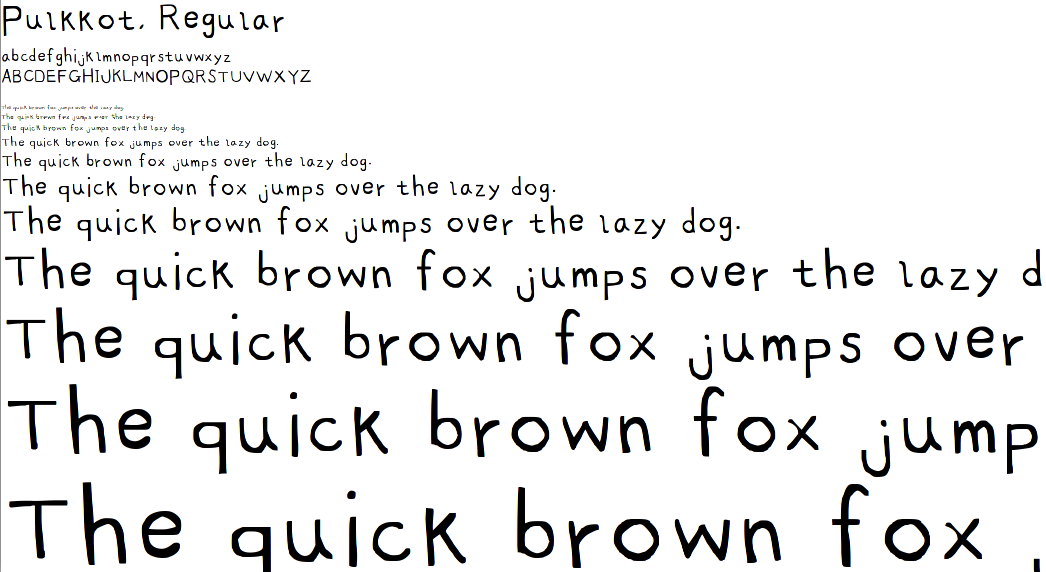 Pulkkot, Regular
abcdefghijklmnopqrstuvwxyz
ABCDEFGHIJKLMNOPQRSTUVWXYZ
The quick brown fox jumps over the lazy dog.
The quick brown fox jumps over the lazy dog.
The quick brown fox jumps over the lazy dog.
The quick brown fox jumps over the lazy dog.
The quick brown fox jumps over the lazy dog.
The quick brown fox jumps over the lazy dog.
The quick brown fox jumps over the lazy dog.
The quick brown fox jumps over the lazy d
The quick brown fox jumps over
The quick brown fox jump
The quick brown fox